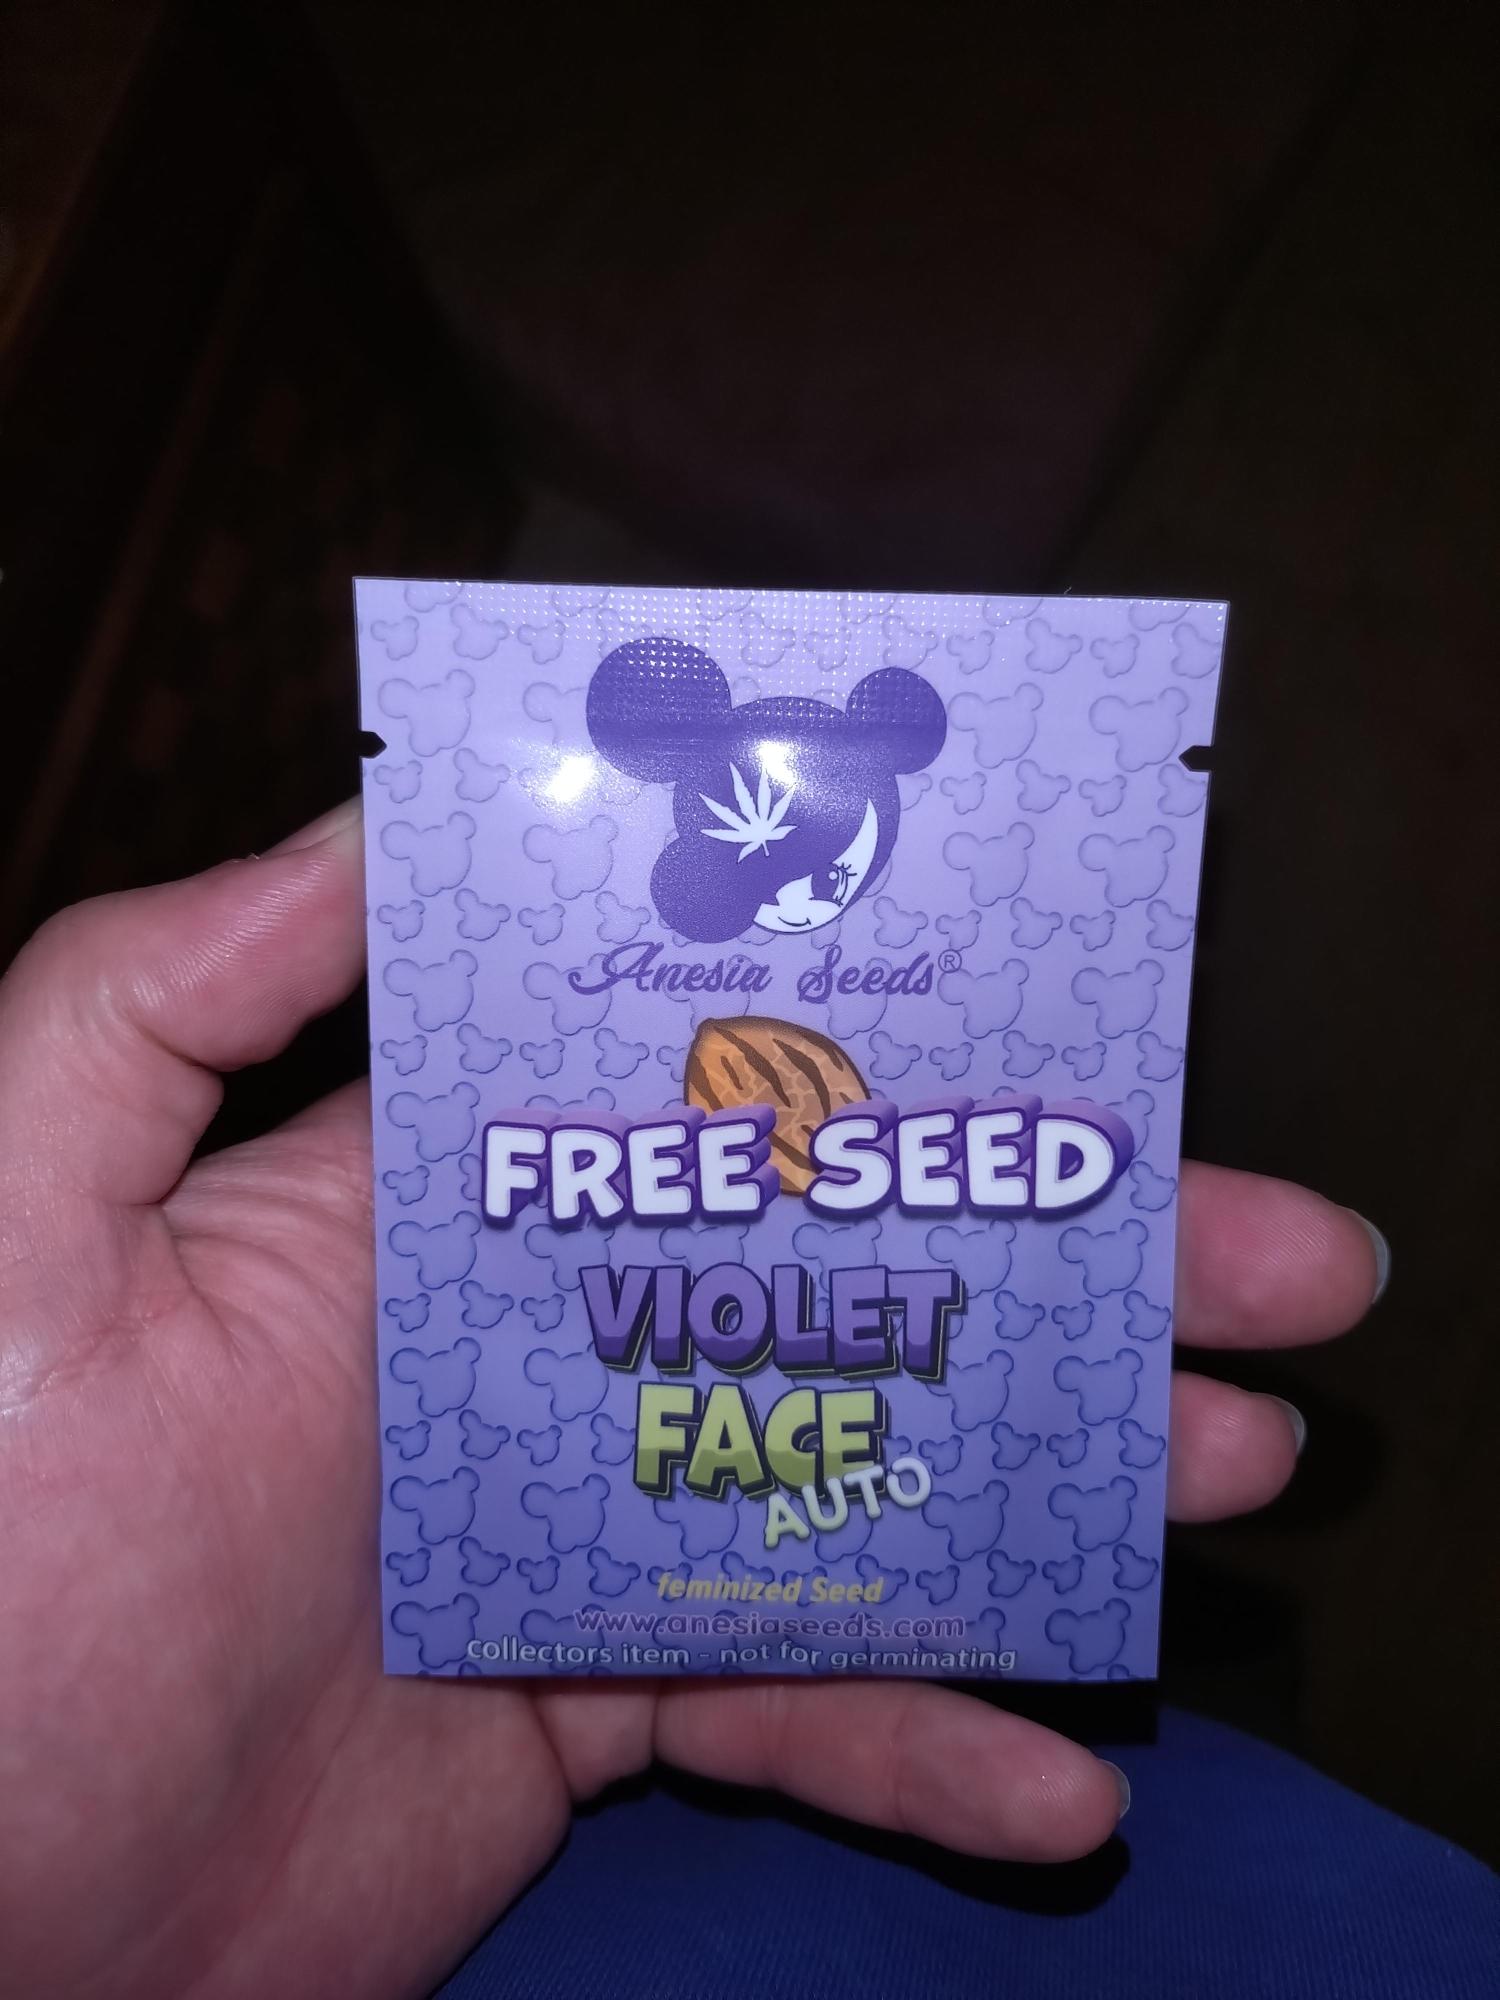 Anesia Seeds®
FREE SEED
VIOLET
FACE
AUTO
feminized Seed
www.anesiaseeds.com
collectors item - not for germinating